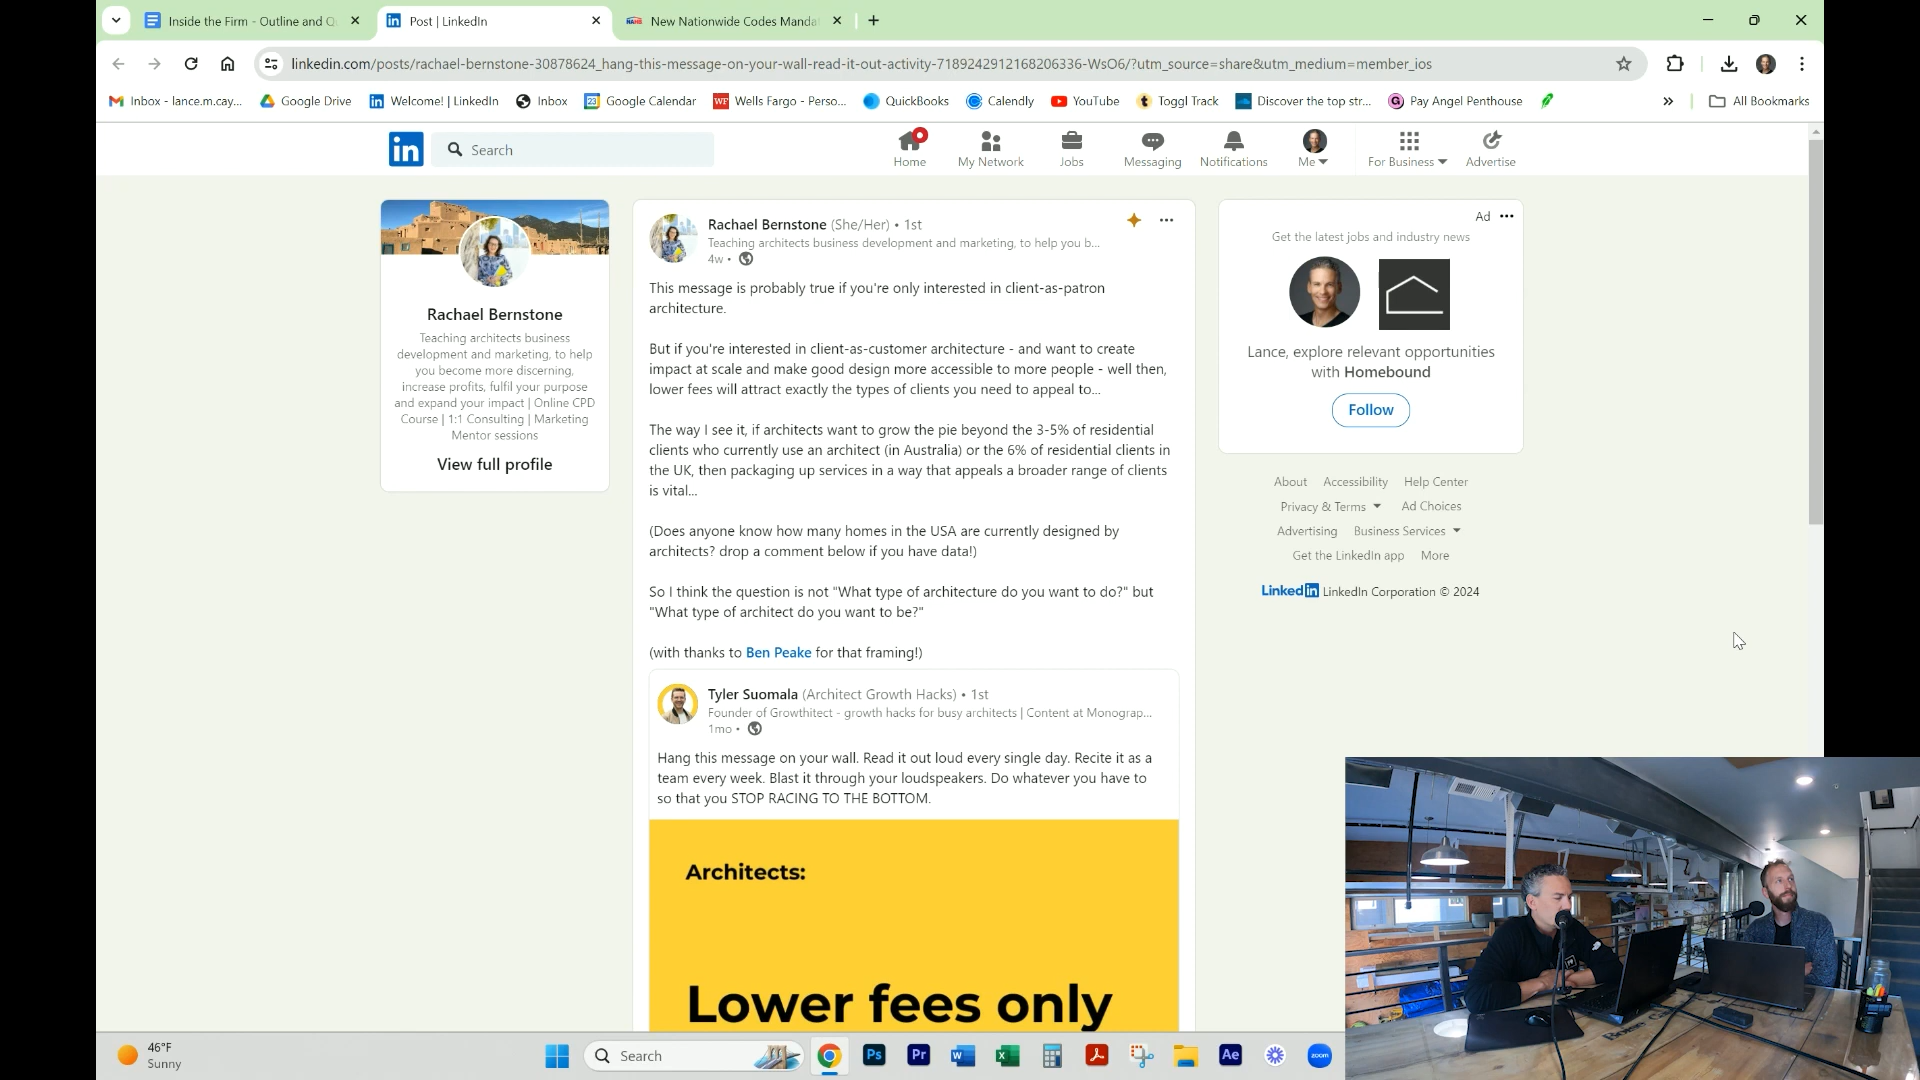 Inside the Firm - Outline and Q
Post | LinkedIn
New Nationwide Codes Manda
linkedin.com/posts/rachael-bernstone-30878624_hang-this-message-on-your-wall-read-it-out-activity-7189242912168206336-WsO6/?utm_source=share&utm_medium=member_ios
Inbox - lance.m.cay...
Google Drive
Welcome! | LinkedIn
Inbox
Google Calendar
Wells Fargo - Perso...
QuickBooks
Calendly
YouTube
Toggl Track
Discover the top str...
Pay Angel Penthouse
All Bookmarks
Search
Home
My Network
Jobs
Messaging
Notifications
Me
For Business
Advertise
Rachael Bernstone
Teaching architects business
development and marketing, to help
you become more discerning,
increase profits, fulfil your purpose
and expand your impact | Online CPD
Course | 1:1 Consulting | Marketing
Mentor sessions
View full profile
Rachael Bernstone (She/Her) • 1st
Teaching architects business development and marketing, to help you b...
4w •
This message is probably true if you're only interested in client-as-patron
architecture.
But if you're interested in client-as-customer architecture - and want to create
impact at scale and make good design more accessible to more people - well then,
lower fees will attract exactly the types of clients you need to appeal to...
The way I see it, if architects want to grow the pie beyond the 3-5% of residential
clients who currently use an architect (in Australia) or the 6% of residential clients in
the UK, then packaging up services in a way that appeals a broader range of clients
is vital...
(Does anyone know how many homes in the USA are currently designed by
architects? drop a comment below if you have data!)
So I think the question is not "What type of architecture do you want to do?" but
"What type of architect do you want to be?"
(with thanks to Ben Peake for that framing!)
Tyler Suomala (Architect Growth Hacks) • 1st
Founder of Growthitect - growth hacks for busy architects | Content at Monograp...
1mo •
Hang this message on your wall. Read it out loud every single day. Recite it as a
team every week. Blast it through your loudspeakers. Do whatever you have to
so that you STOP RACING TO THE BOTTOM.
Architects:
Lower fees only
Ad
Get the latest jobs and industry news
Lance, explore relevant opportunities
with Homebound
Follow
About Accessibility Help Center
Privacy & Terms Ad Choices
Advertising Business Services
Get the LinkedIn app More
LinkedIn LinkedIn Corporation © 2024
46°F
Sunny
Search
Ps
Pr
Ae
zoom